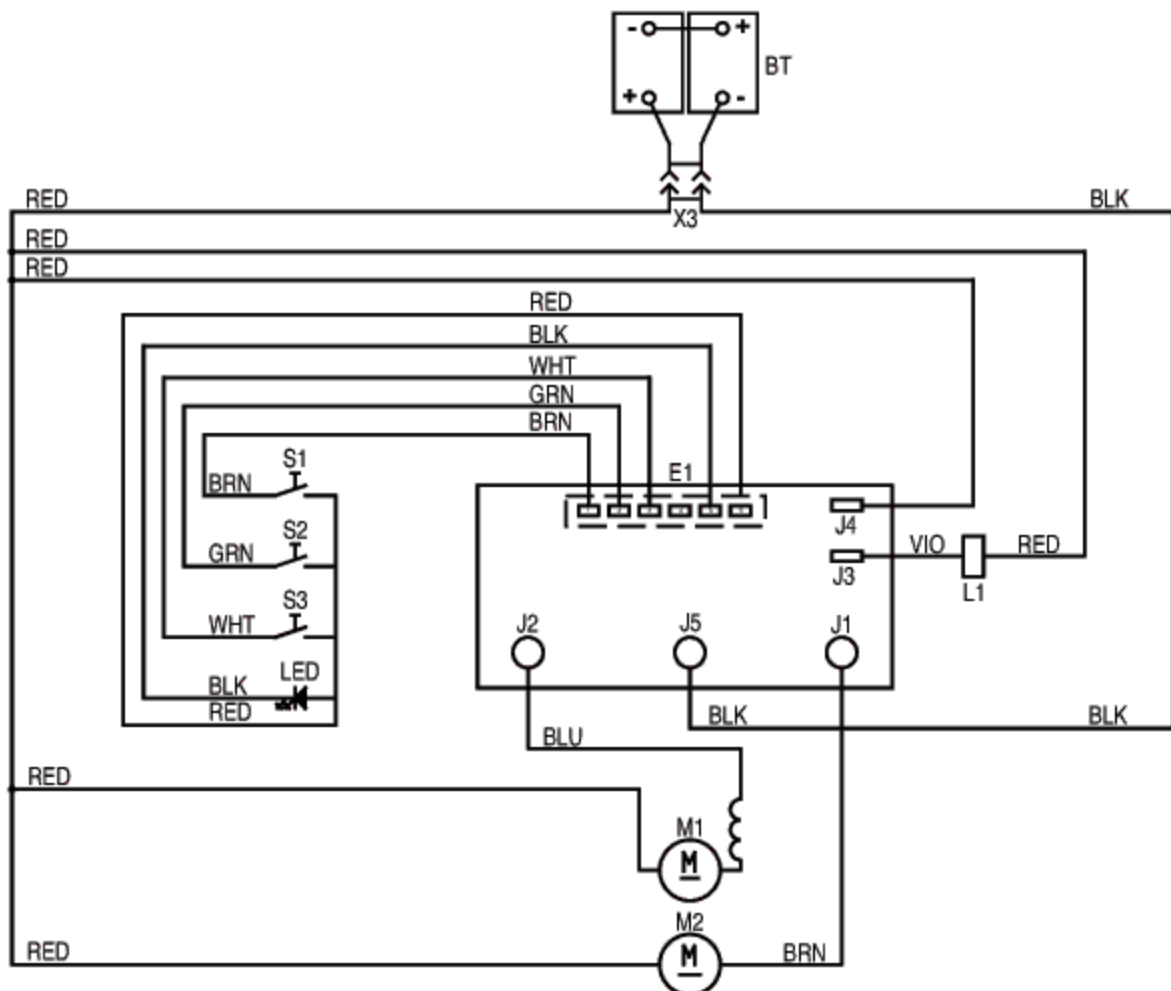 - +
BT
+ -
RED BLK
X3
RED
RED
RED
BLK
WHT
GRN
BRN
S1
BRN
E1
J4
S2
GRN
VIO RED
J3
L1
S3
WHT
J2 J5 J1
LED
BLK
RED
BLK BLK
BLU
RED
M1
M
M2
RED M BRN